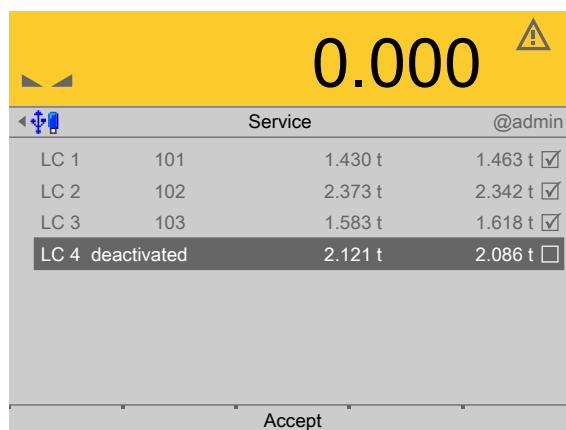 0.000
Service @admin
LC 1 101 1.430 t 1.463 t
LC 2 102 2.373 t 2.342 t
LC 3 103 1.583 t 1.618 t
LC 4 deactivated 2.121 t 2.086 t
Accept